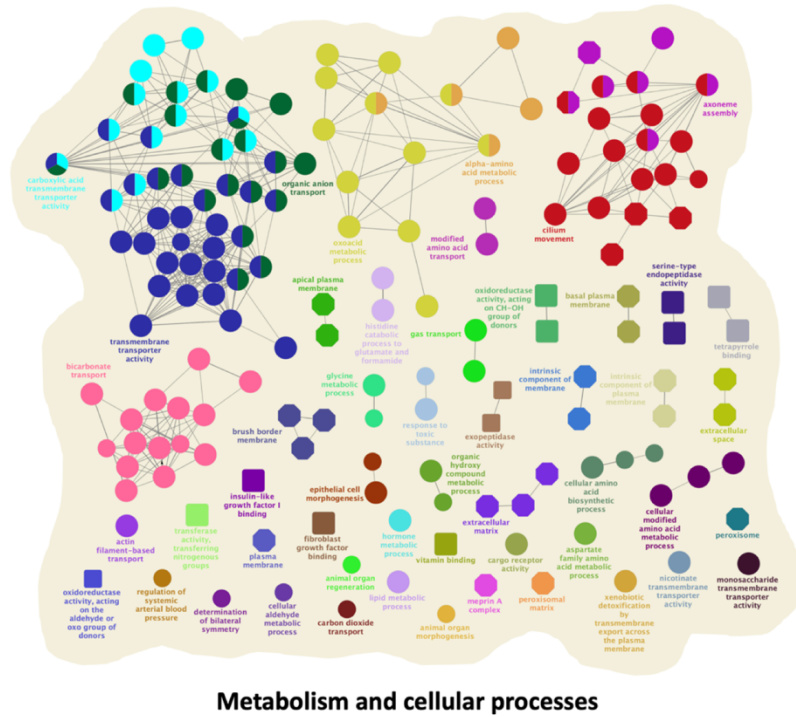 axoneme
assembly
carboxylic acid
transmembrane
transporter
activity
organic anion
transport
alpha-amino
acid metabolic
process
oxoacid
metabolic
process
modified
amino acid
transport
cilium
movement
transmembrane
transporter
activity
apical plasma
membrane
histidine
catabolic
process to
glutamate and
formamide
gas transport
oxidoreductase
activity, acting
on CH-OH
group of
donors
basal plasma
membrane
serine-type
endopeptidase
activity
tetrapyrrole
binding
bicarbonate
transport
glycine
metabolic
process
response to
toxic
substance
exopeptidase
activity
intrinsic
component of
membrane
intrinsic
component of
plasma
membrane
extracellular
space
brush border
membrane
insulin-like
growth factor I
binding
epithelial cell
morphogenesis
organic
hydroxy
compound
metabolic
process
extracellular
matrix
cellular amino
acid
biosynthetic
process
cellular
modified
amino acid
metabolic
process
peroxisome
actin
filament-based
transport
transferase
activity,
transferring
nitrogenous
groups
plasma
membrane
fibroblast
growth factor
binding
hormone
metabolic
process
vitamin binding
cargo receptor
activity
aspartate
family amino
acid metabolic
process
nicotinate
transmembrane
transporter
activity
monosaccharide
transmembrane
transporter
activity
oxidoreductase
activity, acting
on the
aldehyde or
oxo group of
donors
regulation of
systemic
arterial blood
pressure
determination
of bilateral
symmetry
cellular
aldehyde
metabolic
process
animal organ
regeneration
carbon dioxide
transport
lipid metabolic
process
animal organ
morphogenesis
meprin A
complex
peroxisomal
matrix
xenobiotic
detoxification
by
transmembrane
export across
the plasma
membrane
Metabolism and cellular processes